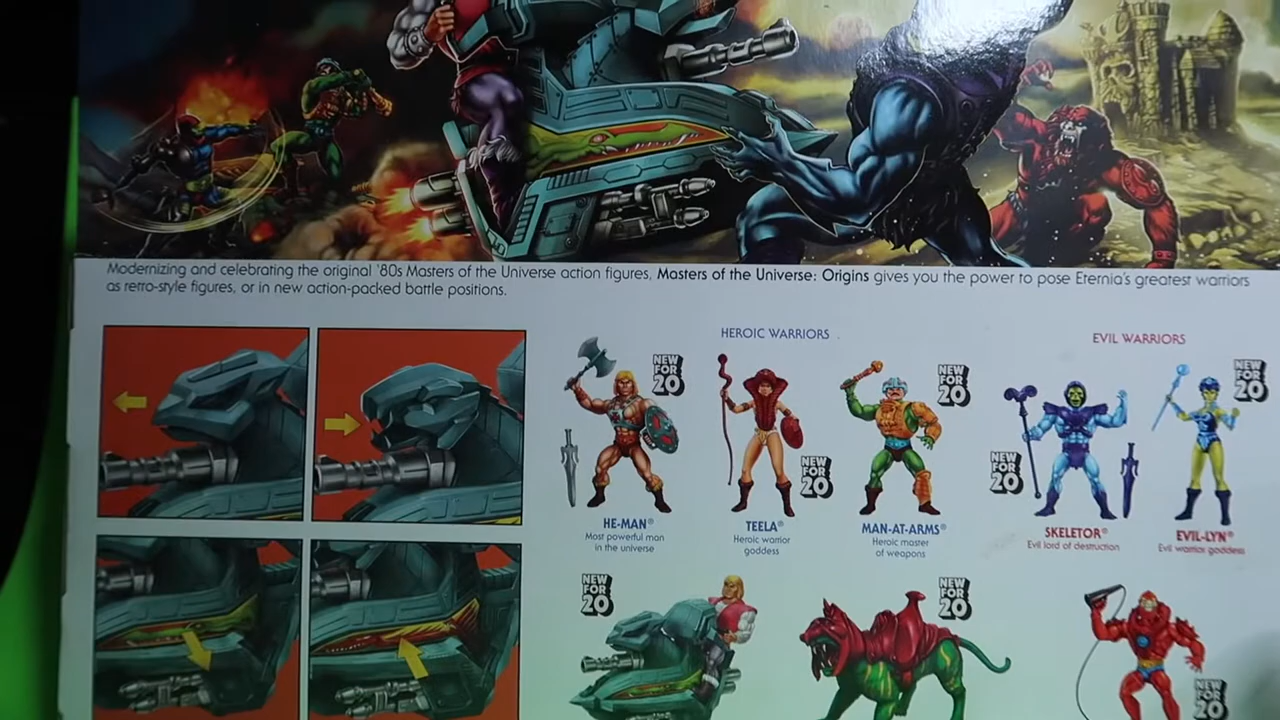 Modernizing and celebrating the original '80s Masters of the Universe action figures, Masters of the Universe: Origins gives you the power to pose Eternia's greatest warriors
as retro-style figures, or in new action-packed battle positions.
HEROIC WARRIORS
EVIL WARRIORS
NEW
FOR
20
NEW
FOR
20
NEW
FOR
20
NEW
FOR
20
NEW
FOR
20
HE-MAN®
Most powerful man
in the universe
TEELA®
Heroic warrior
goddess
MAN-AT-ARMS®
Heroic master
of weapons
SKELETOR®
Evil lord of destruction
EVIL-LYN®
Evil warrior goddess
NEW
FOR
20
NEW
FOR
20
NEW
FOR
20